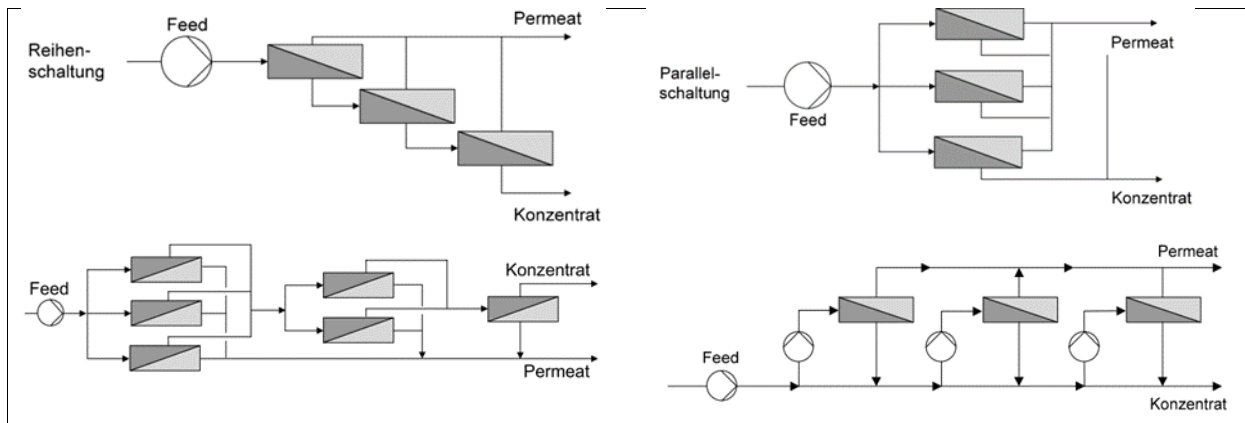 Feed
Permeat
Reihen-
schaltung
Konzentrat
Permeat
Parallel-
schaltung
Feed
Konzentrat
Konzentrat
Feed
Permeat
Permeat
Feed
Konzentrat